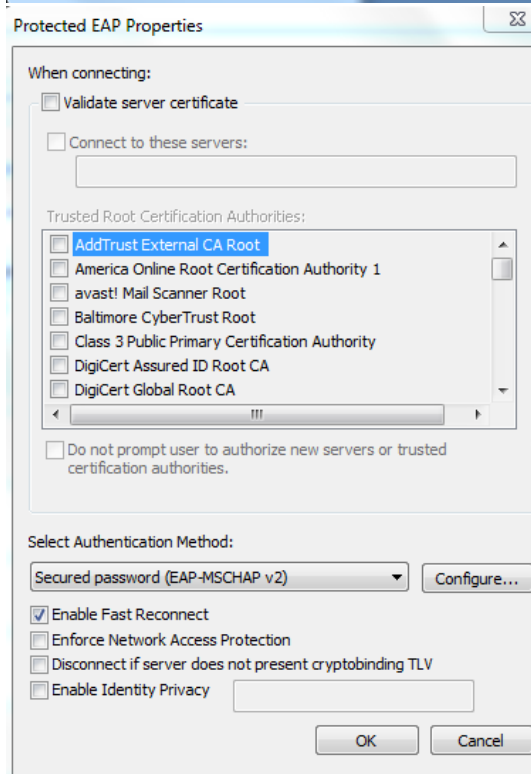 Protected EAP Properties
When connecting:
Validate server certificate
Connect to these servers:
Trusted Root Certification Authorities:
AddTrust External CA Root
America Online Root Certification Authority 1
avast! Mail Scanner Root
Baltimore CyberTrust Root
Class 3 Public Primary Certification Authority
DigiCert Assured ID Root CA
DigiCert Global Root CA
Do not prompt user to authorize new servers or trusted
certification authorities.
Select Authentication Method:
Secured password (EAP-MSCHAP v2) Configure...
Enable Fast Reconnect
Enforce Network Access Protection
Disconnect if server does not present cryptobinding TLV
Enable Identity Privacy
OK Cancel